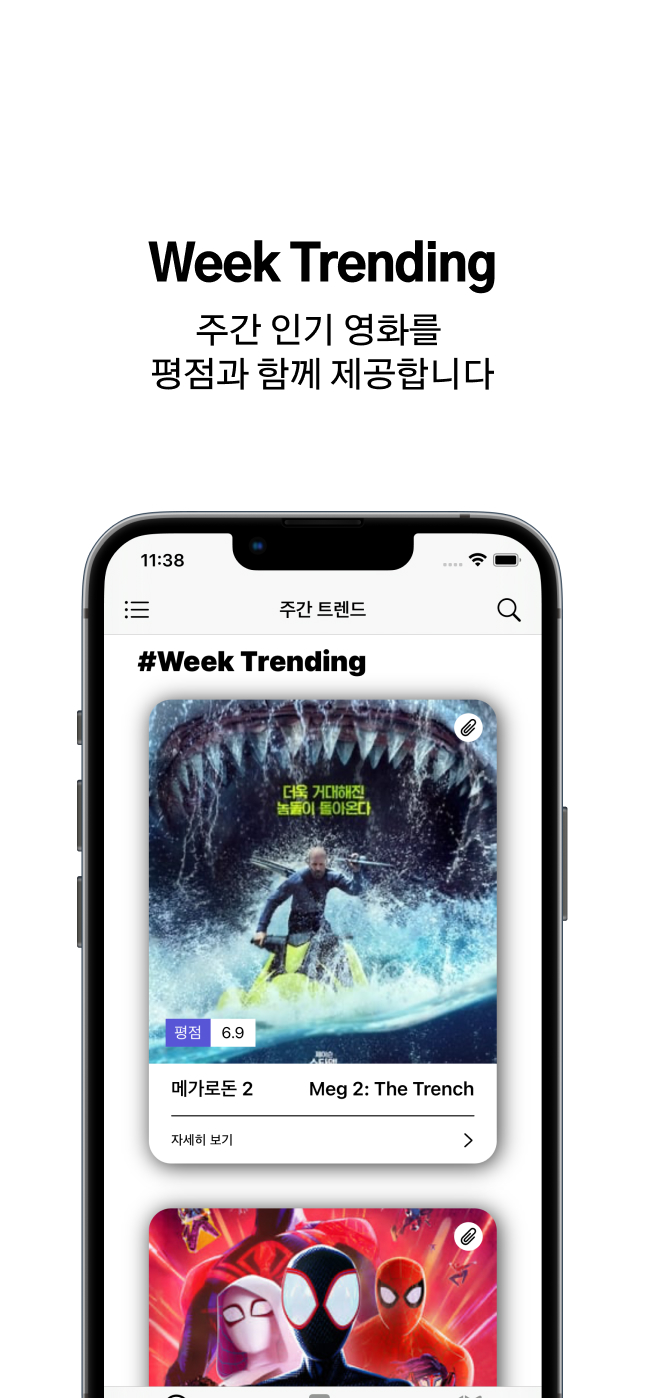 Week Trending
주간 인기 영화를
평점과 함께 제공합니다
11:38
주간 트렌드
#Week Trending
더욱 거대해진
놈들이 돌아온다
평점 6.9
제이슨
메가로돈 2 Meg 2: The Trench
자세히 보기